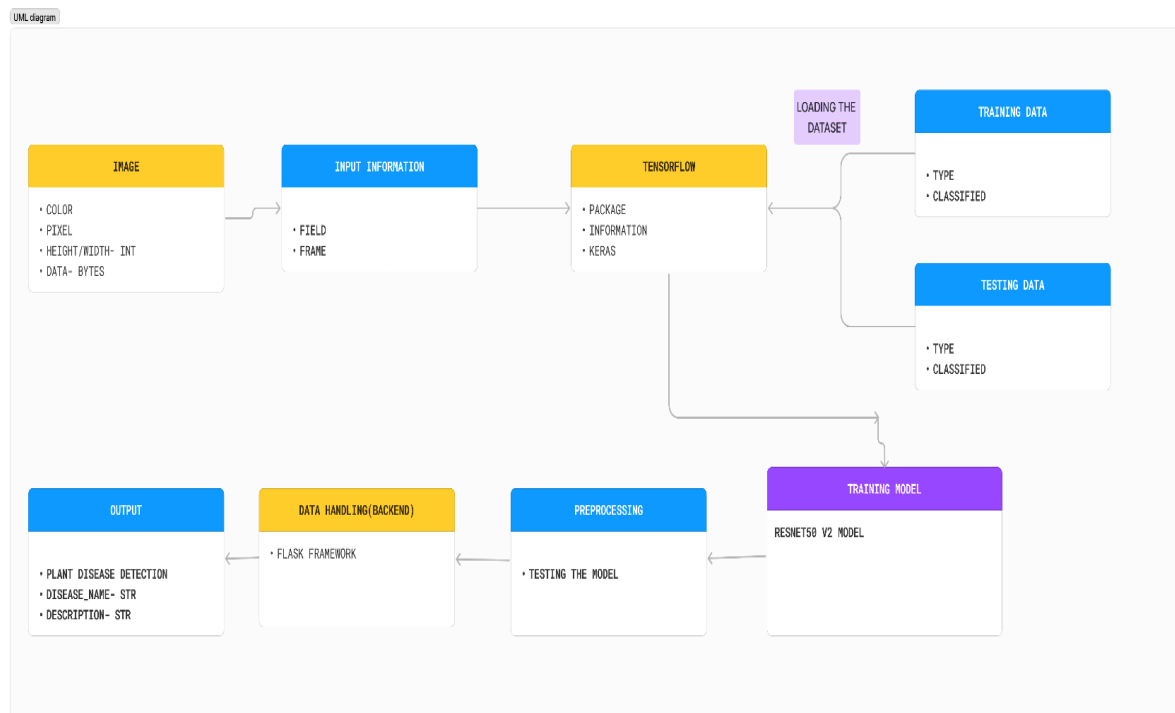 UML diagram
IMAGE
• COLOR
• PIXEL
• HEIGHT/WIDTH- INT
• DATA- BYTES
INPUT INFORMATION
• FIELD
• FRAME
TENSORFLOW
• PACKAGE
• INFORMATION
• KERAS
LOADING THE
DATASET
TRAINING DATA
• TYPE
• CLASSIFIED
TESTING DATA
• TYPE
• CLASSIFIED
OUTPUT
• PLANT DISEASE DETECTION
• DISEASE_NAME- STR
• DESCRIPTION- STR
DATA HANDLING(BACKEND)
• FLASK FRAMEWORK
PREPROCESSING
• TESTING THE MODEL
TRAINING MODEL
RESNET50 V2 MODEL